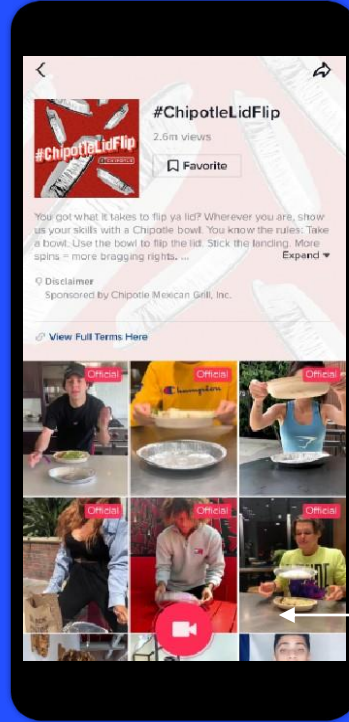 #ChipotleLidFlip
#ChipotleLidFlip
CHIPOTLE
2.6m views
Favorite
You got what it takes to flip ya lid? Wherever you are, show
us your skills with a Chipotle bowl. You know the rules: Take
a bowl. Use the bowl to flip the lid. Stick the landing. More
spins = more bragging rights. ...
Expand
Disclaimer
Sponsored by Chipotle Mexican Grill, Inc.
View Full Terms Here
Official
Official
Official
Champion
Official
Official
Official